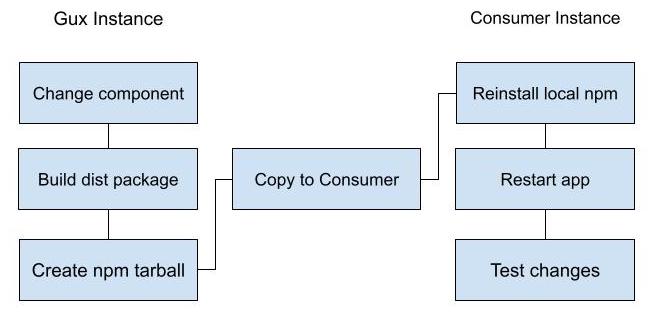 Gux Instance
Change component
Build dist package
Create npm tarball
Copy to Consumer
Consumer Instance
Reinstall local npm
Restart app
Test changes